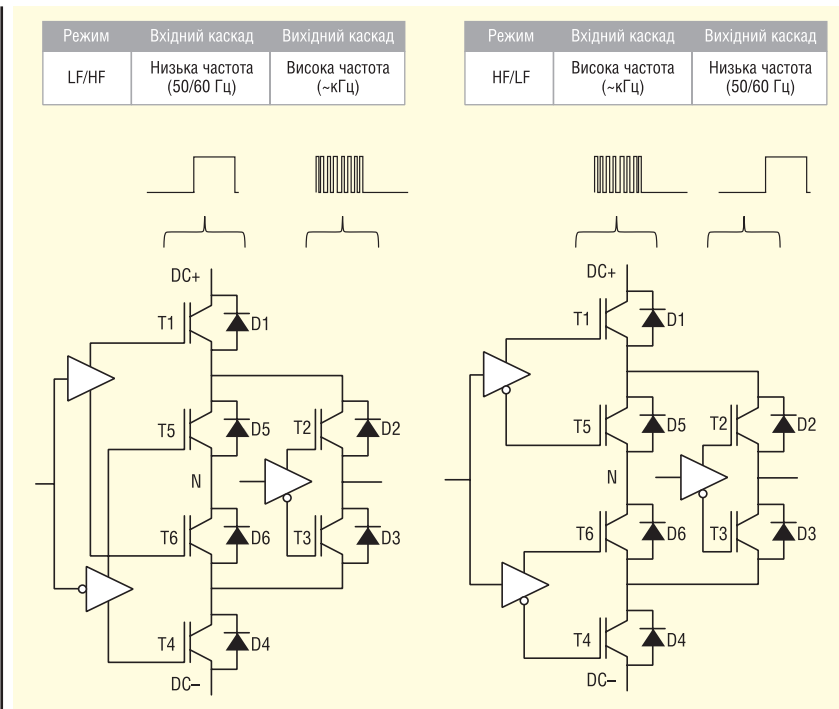 Режим Вхідний каскад Вихідний каскад
LF/HF Низька частота (50/60 Гц) Висока частота (~кГц)
DC+
T1 D1
T5 D5 T2 D2
N
T6 D6 T3 D3
T4 D4
DC–
Режим Вхідний каскад Вихідний каскад
HF/LF Висока частота (~кГц) Низька частота (50/60 Гц)
DC+
T1 D1
T5 D5 T2 D2
N
T6 D6 T3 D3
T4 D4
DC–